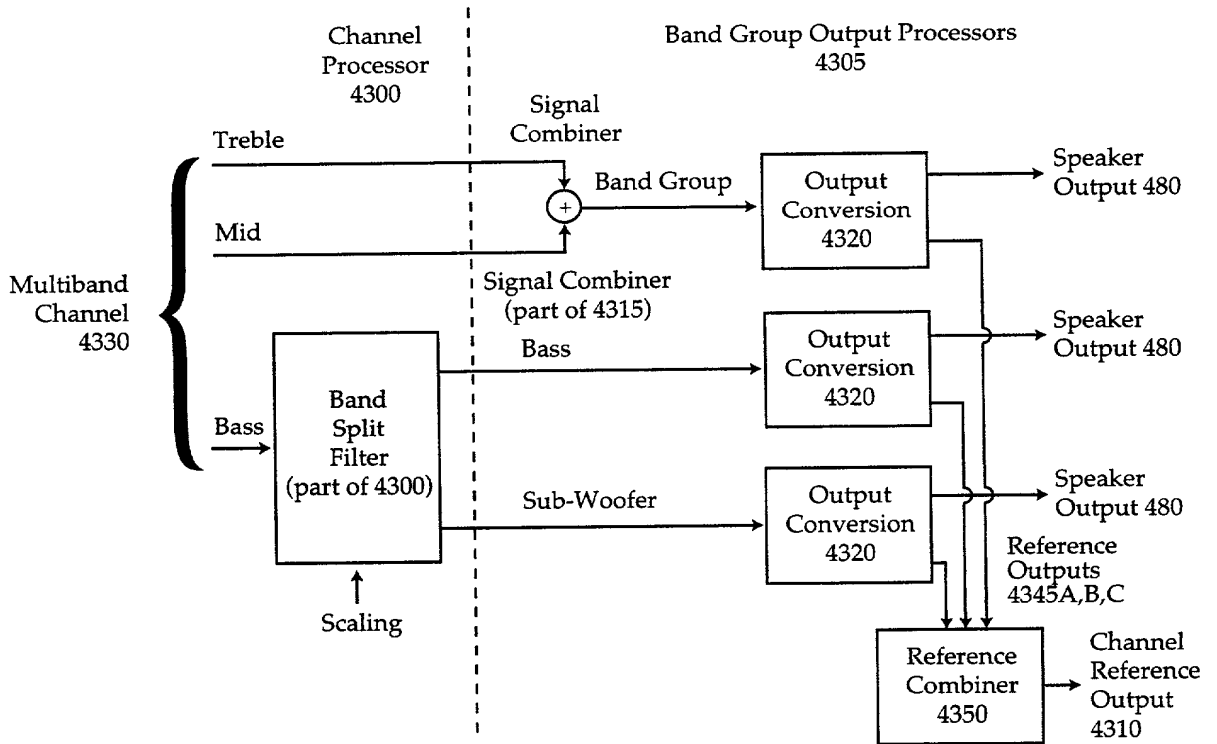 Channel
Processor
4300
Band Group Output Processors
4305
Signal
Combiner
Treble
Band Group
Output
Conversion
4320
Speaker
Output 480
+
Mid
Multiband
Channel
4330
Signal Combiner
(part of 4315)
Bass
Output
Conversion
4320
Speaker
Output 480
Bass
Band
Split
Filter
(part of 4300)
Sub-Woofer
Output
Conversion
4320
Speaker
Output 480
Scaling
Reference
Outputs
4345A,B,C
Reference
Combiner
4350
Channel
Reference
Output
4310